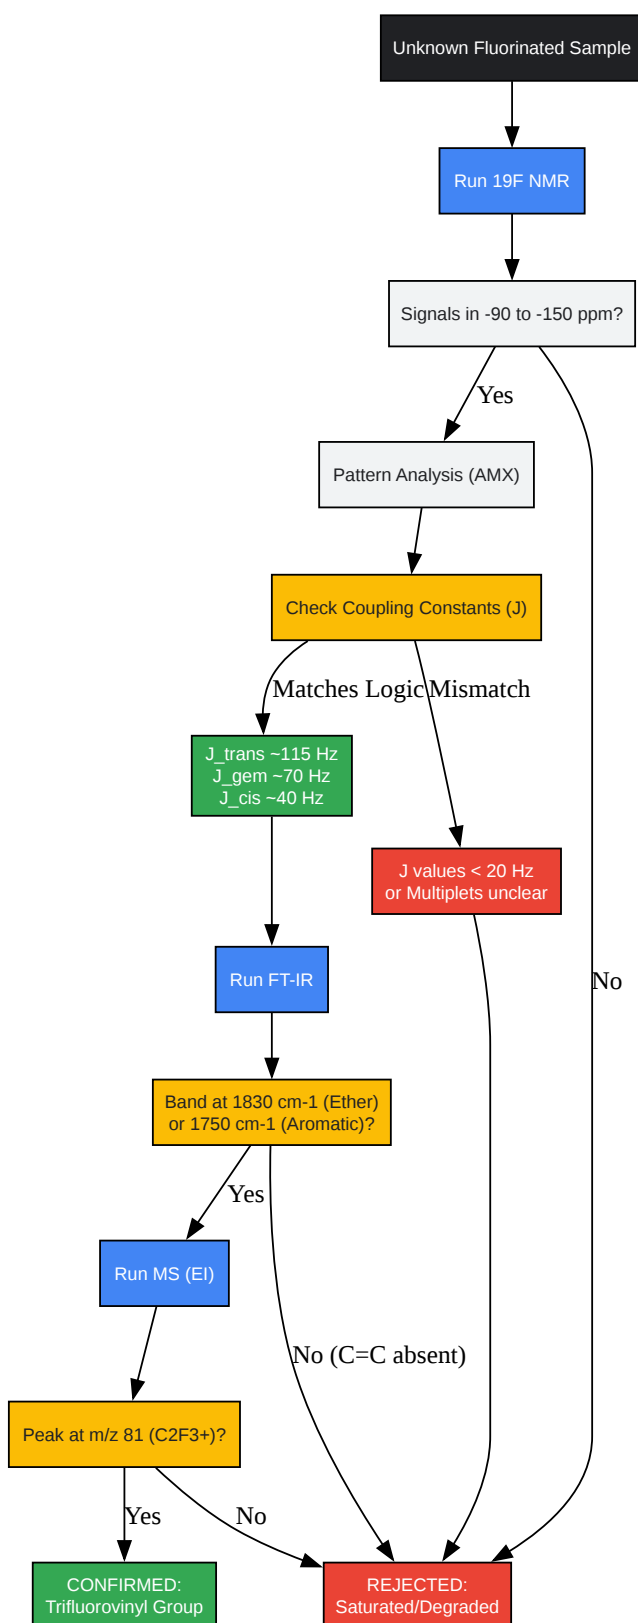 Unknown Fluorinated Sample
Run 19F NMR
Signals in -90 to -150 ppm?
Yes
Pattern Analysis (AMX)
Check Coupling Constants (J)
Matches Logic
Mismatch
J_trans ~115 Hz
J_gem ~70 Hz
J_cis ~40 Hz
J values < 20 Hz
or Multiplets unclear
Run FT-IR
No
Band at 1830 cm-1 (Ether)
or 1750 cm-1 (Aromatic)?
Yes
Run MS (EI)
No (C=C absent)
Peak at m/z 81 (C2F3+)?
Yes
No
CONFIRMED:
Trifluorovinyl Group
REJECTED:
Saturated/Degraded